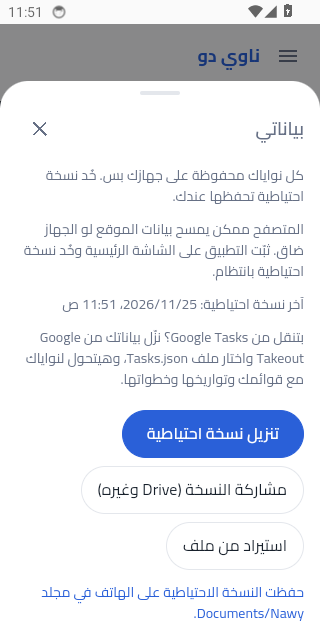 11:51
ناوي دو
بياناتي
كل نواياك محفوظة على جهازك بس. خُد نسخة
احتياطية تحفظها عندك.
المتصفح ممكن يمسح بيانات الموقع لو الجهاز
ضاق. ثبّت التطبيق على الشاشة الرئيسية وخُد نسخة
احتياطية بانتظام.
آخر نسخة احتياطية: 2026/11/25، 11:51 ص
بتنقل من Google Tasks؟ نزّل بياناتك من Google
Takeout واختار ملف Tasks.json، وهيتحول لنواياك
مع قوائمك وتواريخها وخطواتها.
تنزيل نسخة احتياطية
مشاركة النسخة (Drive وغيره)
استيراد من ملف
حفظت النسخة الاحتياطية على الهاتف في مجلد
Documents/Nawy.